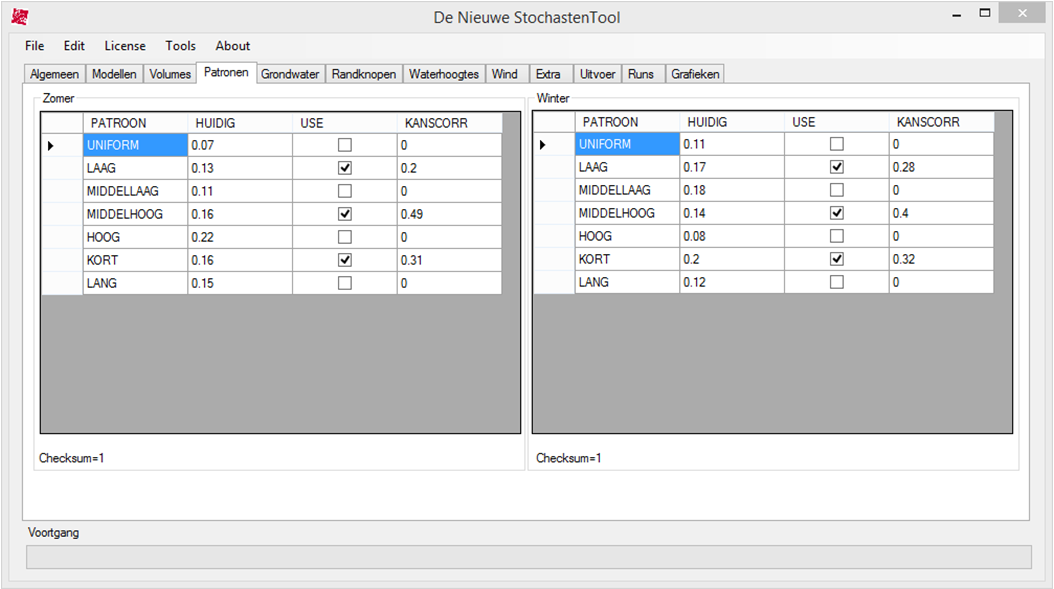 De Nieuwe StochastenTool
File Edit License Tools About
Algemeen Modellen Volumes Patronen Grondwater Randknopen Waterhoogtes Wind Extra Uitvoer Runs Grafieken
Zomer
PATROON HUIDIG USE KANSCORR
UNIFORM 0.07 0
LAAG 0.13 0.2
MIDDELLAAG 0.11 0
MIDDELHOOG 0.16 0.49
HOOG 0.22 0
KORT 0.16 0.31
LANG 0.15 0
Checksum=1
Winter
PATROON HUIDIG USE KANSCORR
UNIFORM 0.11 0
LAAG 0.17 0.28
MIDDELLAAG 0.18 0
MIDDELHOOG 0.14 0.4
HOOG 0.08 0
KORT 0.2 0.32
LANG 0.12 0
Checksum=1
Voortgang